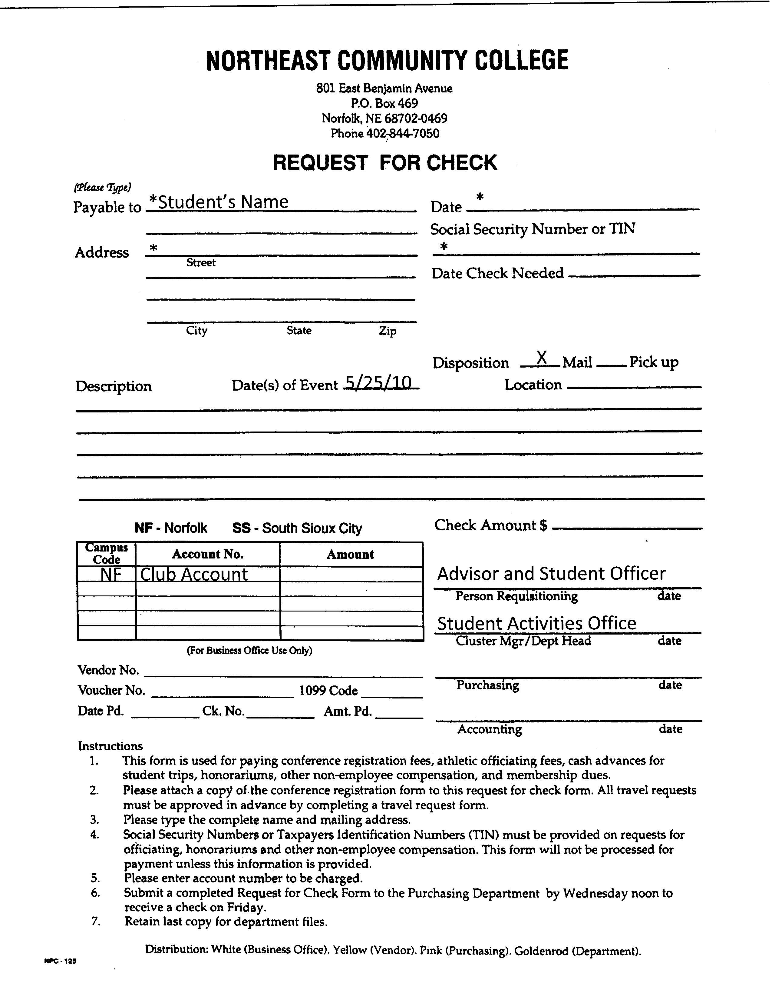 NORTHEAST COMMUNITY COLLEGE
801 East Benjamin Avenue
P.O. Box 469
Norfolk, NE 68702-0469
Phone 402-844-7050
REQUEST FOR CHECK
(Please Type)
Payable to *Student's Name
Date *
Social Security Number or TIN
*
Address *
Street
Date Check Needed
City State Zip
Disposition X Mail Pick up
Description Date(s) of Event 5/25/10 Location
NF - Norfolk SS - South Sioux City
Check Amount $
Campus Code Account No. Amount
NF Club Account
Advisor and Student Officer
Person Requisitioning date
Student Activities Office
Cluster Mgr/Dept Head date
(For Business Office Use Only)
Vendor No.
Purchasing date
Voucher No. 1099 Code
Date Pd. Ck. No. Amt. Pd.
Accounting date
Instructions
1. This form is used for paying conference registration fees, athletic officiating fees, cash advances for
student trips, honorariums, other non-employee compensation, and membership dues.
2. Please attach a copy of the conference registration form to this request for check form. All travel requests
must be approved in advance by completing a travel request form.
3. Please type the complete name and mailing address.
4. Social Security Numbers or Taxpayers Identification Numbers (TIN) must be provided on requests for
officiating, honorariums and other non-employee compensation. This form will not be processed for
payment unless this information is provided.
5. Please enter account number to be charged.
6. Submit a completed Request for Check Form to the Purchasing Department by Wednesday noon to
receive a check on Friday.
7. Retain last copy for department files.
Distribution: White (Business Office). Yellow (Vendor). Pink (Purchasing). Goldenrod (Department).
NPC - 125